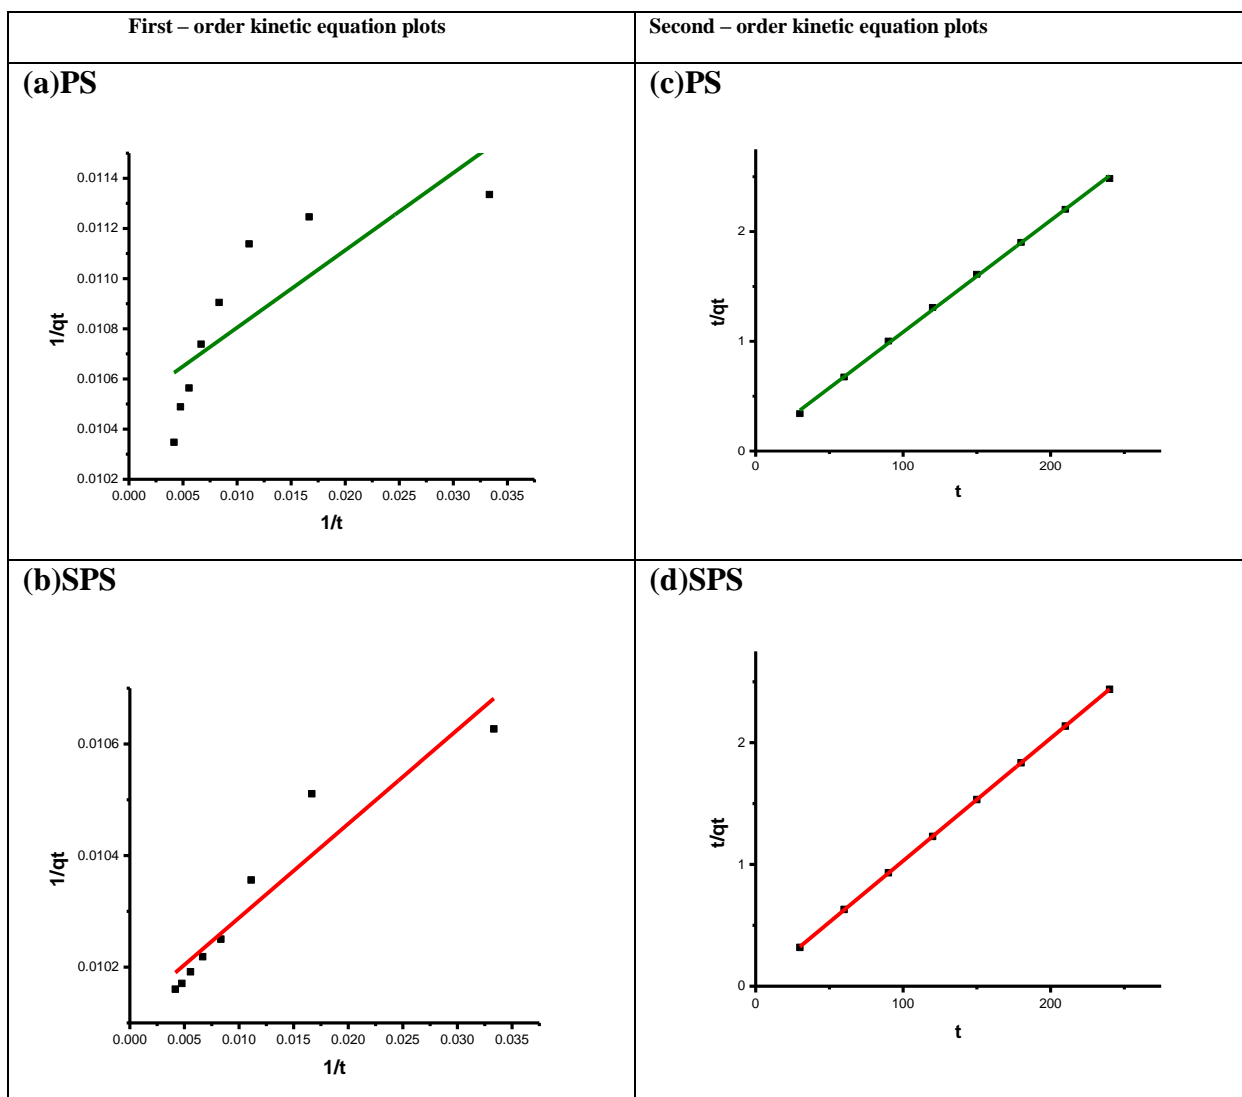 First – order kinetic equation plots
Second – order kinetic equation plots
(a)PS
0.0114
0.0112
0.0110
0.0108
0.0106
0.0104
0.0102
1/qt
0.000 0.005 0.010 0.015 0.020 0.025 0.030 0.035
1/t
(c)PS
2
1
0
t/qt
0 100 200
t
(b)SPS
0.0106
0.0104
0.0102
1/qt
0.000 0.005 0.010 0.015 0.020 0.025 0.030 0.035
1/t
(d)SPS
2
1
0
t/qt
0 100 200
t